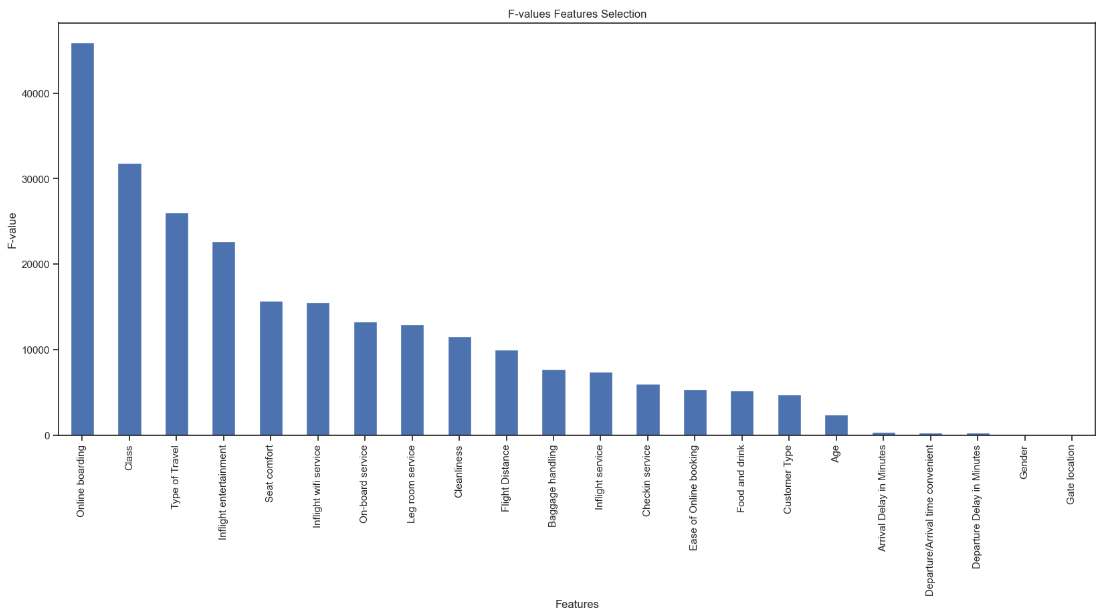 F-values Features Selection
F-value
40000
30000
20000
10000
0
Online boarding
Class
Type of Travel
Inflight entertainment
Seat comfort
Inflight wifi service
On-board service
Leg room service
Cleanliness
Flight Distance
Baggage handling
Inflight service
Checkin service
Ease of Online booking
Food and drink
Customer Type
Age
Arrival Delay in Minutes
Departure/Arrival time convenient
Departure Delay in Minutes
Gender
Gate location
Features